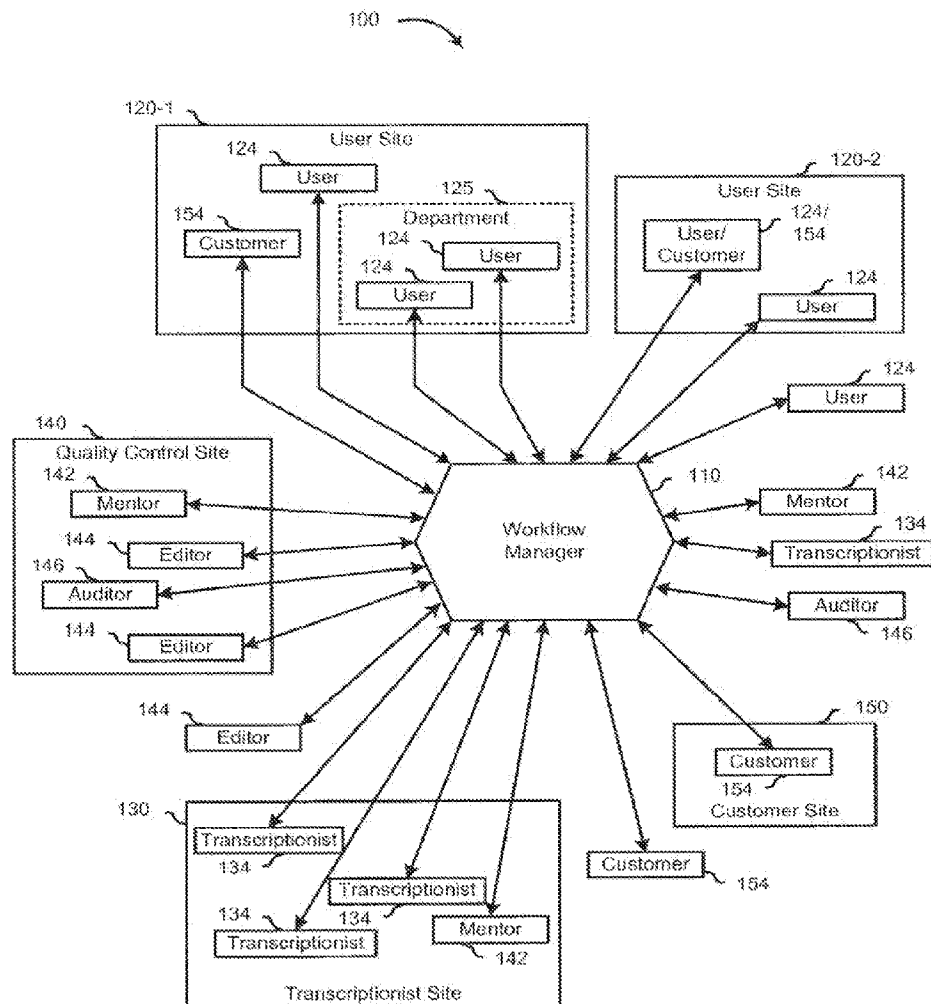 100
120-1
User Site
124
User
125
120-2
User Site
154
Customer
Department
124
User
124
User
User/
Customer
124/
154
124
User
124
User
140
Quality Control Site
142
Mentor
144
Editor
146
Auditor
144
Editor
110
Workflow
Manager
142
Mentor
134
Transcriptionist
Auditor
146
144
Editor
150
Customer
154
Customer Site
130
Transcriptionist
134
Transcriptionist
134
134
Transcriptionist
Mentor
142
Customer
154
Transcriptionist Site